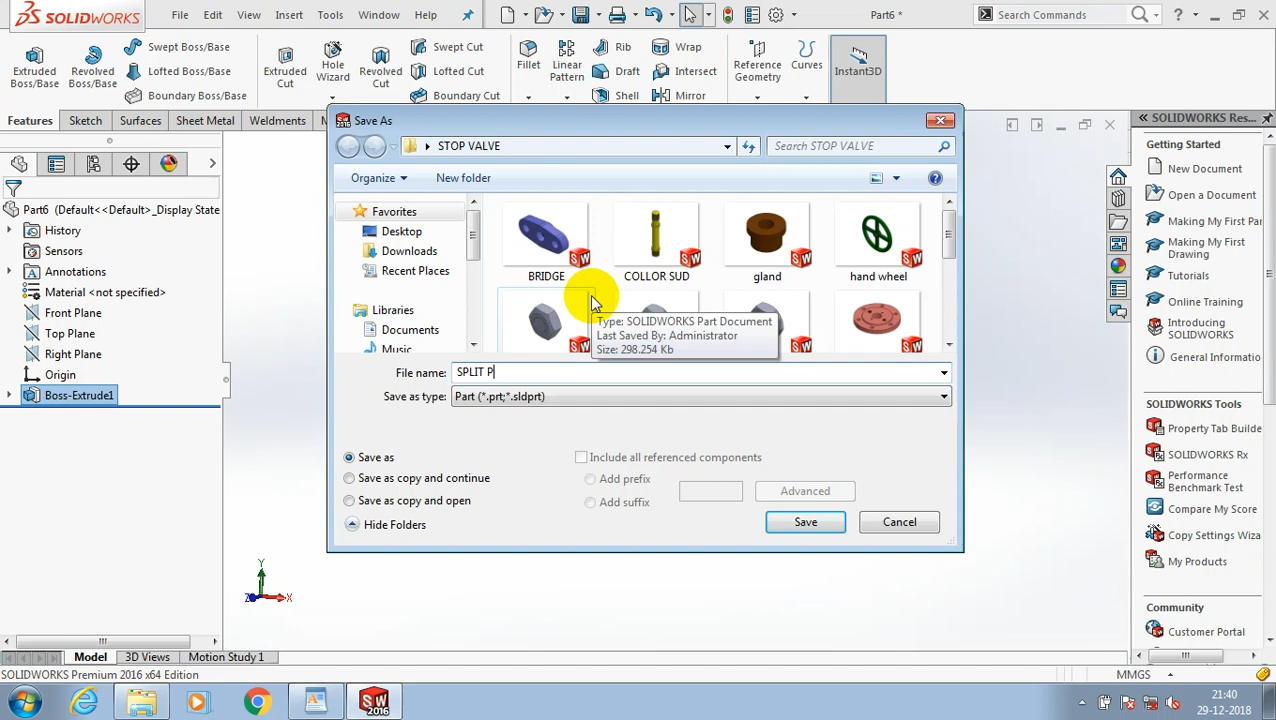 SOLIDWORKS File Edit View Insert Tools Window Help Part6 * Search Commands ?
Extruded Boss/Base
Revolved Boss/Base
Swept Boss/Base
Lofted Boss/Base
Boundary Boss/Base
Extruded Cut
Hole Wizard
Revolved Cut
Swept Cut
Lofted Cut
Boundary Cut
Fillet
Linear Pattern
Rib
Draft
Shell
Wrap
Intersect
Mirror
Reference Geometry
Curves
Instant3D
Features Sketch Surfaces Sheet Metal Weldments
Part6 (Default<<Default>_Display State
History
Sensors
Annotations
Material <not specified>
Front Plane
Top Plane
Right Plane
Origin
Boss-Extrude1
Save As
STOP VALVE
Search STOP VALVE
Organize New folder
Favorites
Desktop
Downloads
Recent Places
Libraries
Documents
Music
BRIDGE COLLOR SUD gland hand wheel
Type: SOLIDWORKS Part Document
Last Saved By: Administrator
Size: 298.254 Kb
File name: SPLIT P
Save as type: Part (*.prt;*.sldprt)
Save as
Save as copy and continue
Save as copy and open
Include all referenced components
Add prefix
Add suffix
Advanced
Hide Folders
Save Cancel
SOLIDWORKS Res...
Getting Started
New Document
Open a Document
Making My First Par
Making My First Drawing
Tutorials
Online Training
Introducing SOLIDWORKS
General Informatio
SOLIDWORKS Tools
Property Tab Builde
SOLIDWORKS Rx
Performance Benchmark Test
Compare My Score
Copy Settings Wiza
My Products
Community
Customer Portal
Y
Z X
Model 3D Views Motion Study 1
SOLIDWORKS Premium 2016 x64 Edition MMGS
21:40
29-12-2018